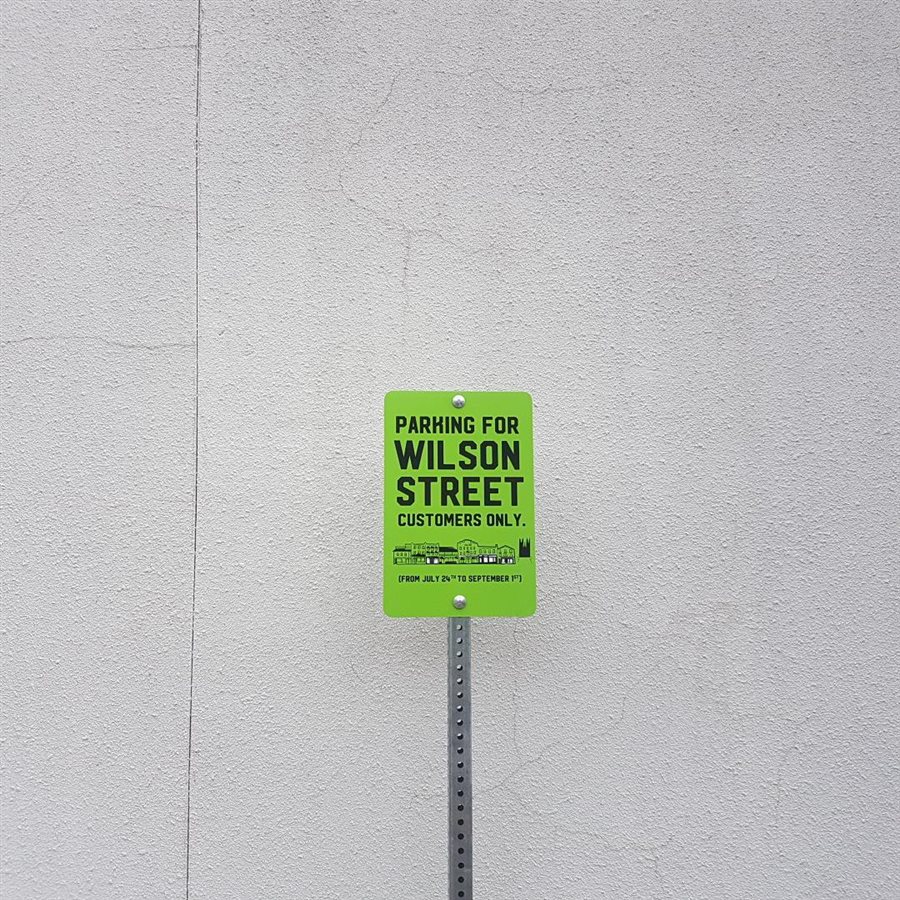 PARKING FOR
WILSON
STREET
CUSTOMERS ONLY.
(FROM JULY 24TH TO SEPTEMBER 1ST)